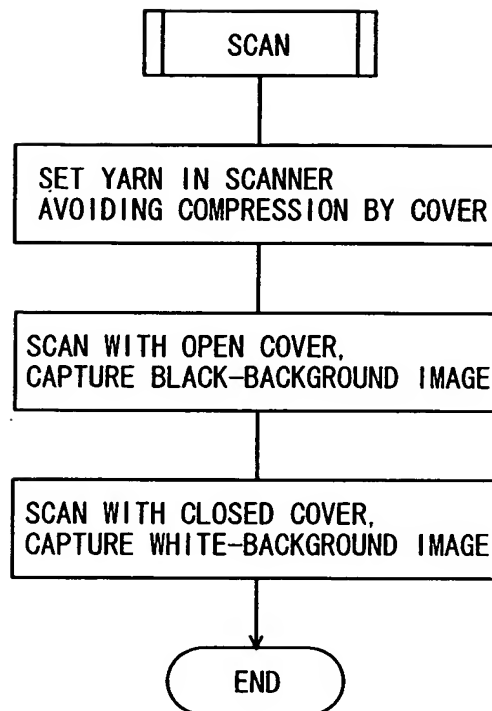 SCAN
SET YARN IN SCANNER
AVOIDING COMPRESSION BY COVER
SCAN WITH OPEN COVER,
CAPTURE BLACK-BACKGROUND IMAGE
SCAN WITH CLOSED COVER,
CAPTURE WHITE-BACKGROUND IMAGE
END